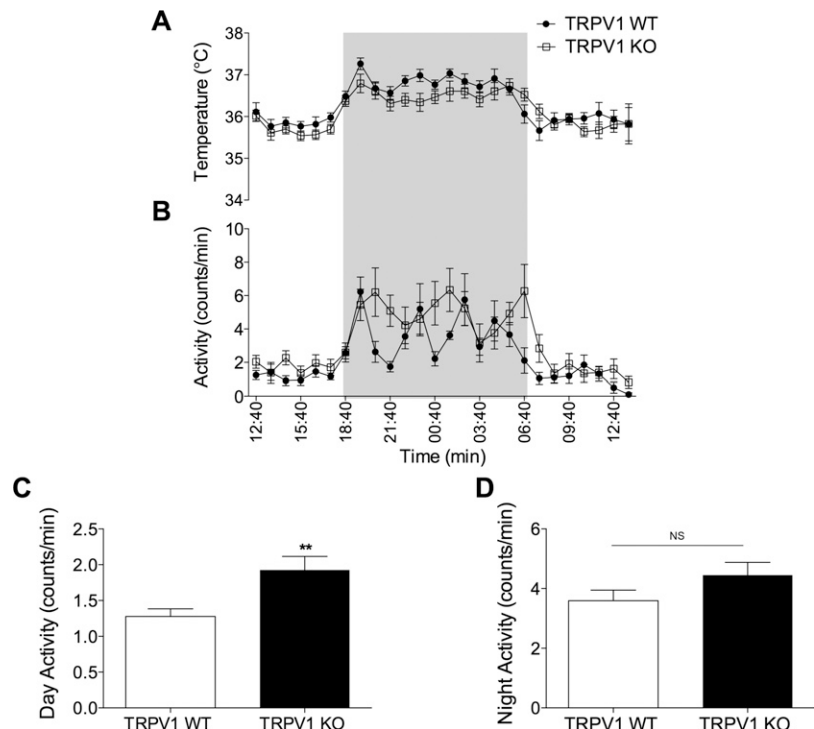 A
TRPV1 WT
TRPV1 KO
Temperature (°C)
38
37
36
35
34
B
Activity (counts/min)
10
8
6
4
2
0
12:40
15:40
18:40
21:40
00:40
03:40
06:40
09:40
12:40
Time (min)
C
Day Activity (counts/min)
2.5
2.0
1.5
1.0
0.5
0.0
**
TRPV1 WT
TRPV1 KO
D
Night Activity (counts/min)
6
4
2
0
NS
TRPV1 WT
TRPV1 KO